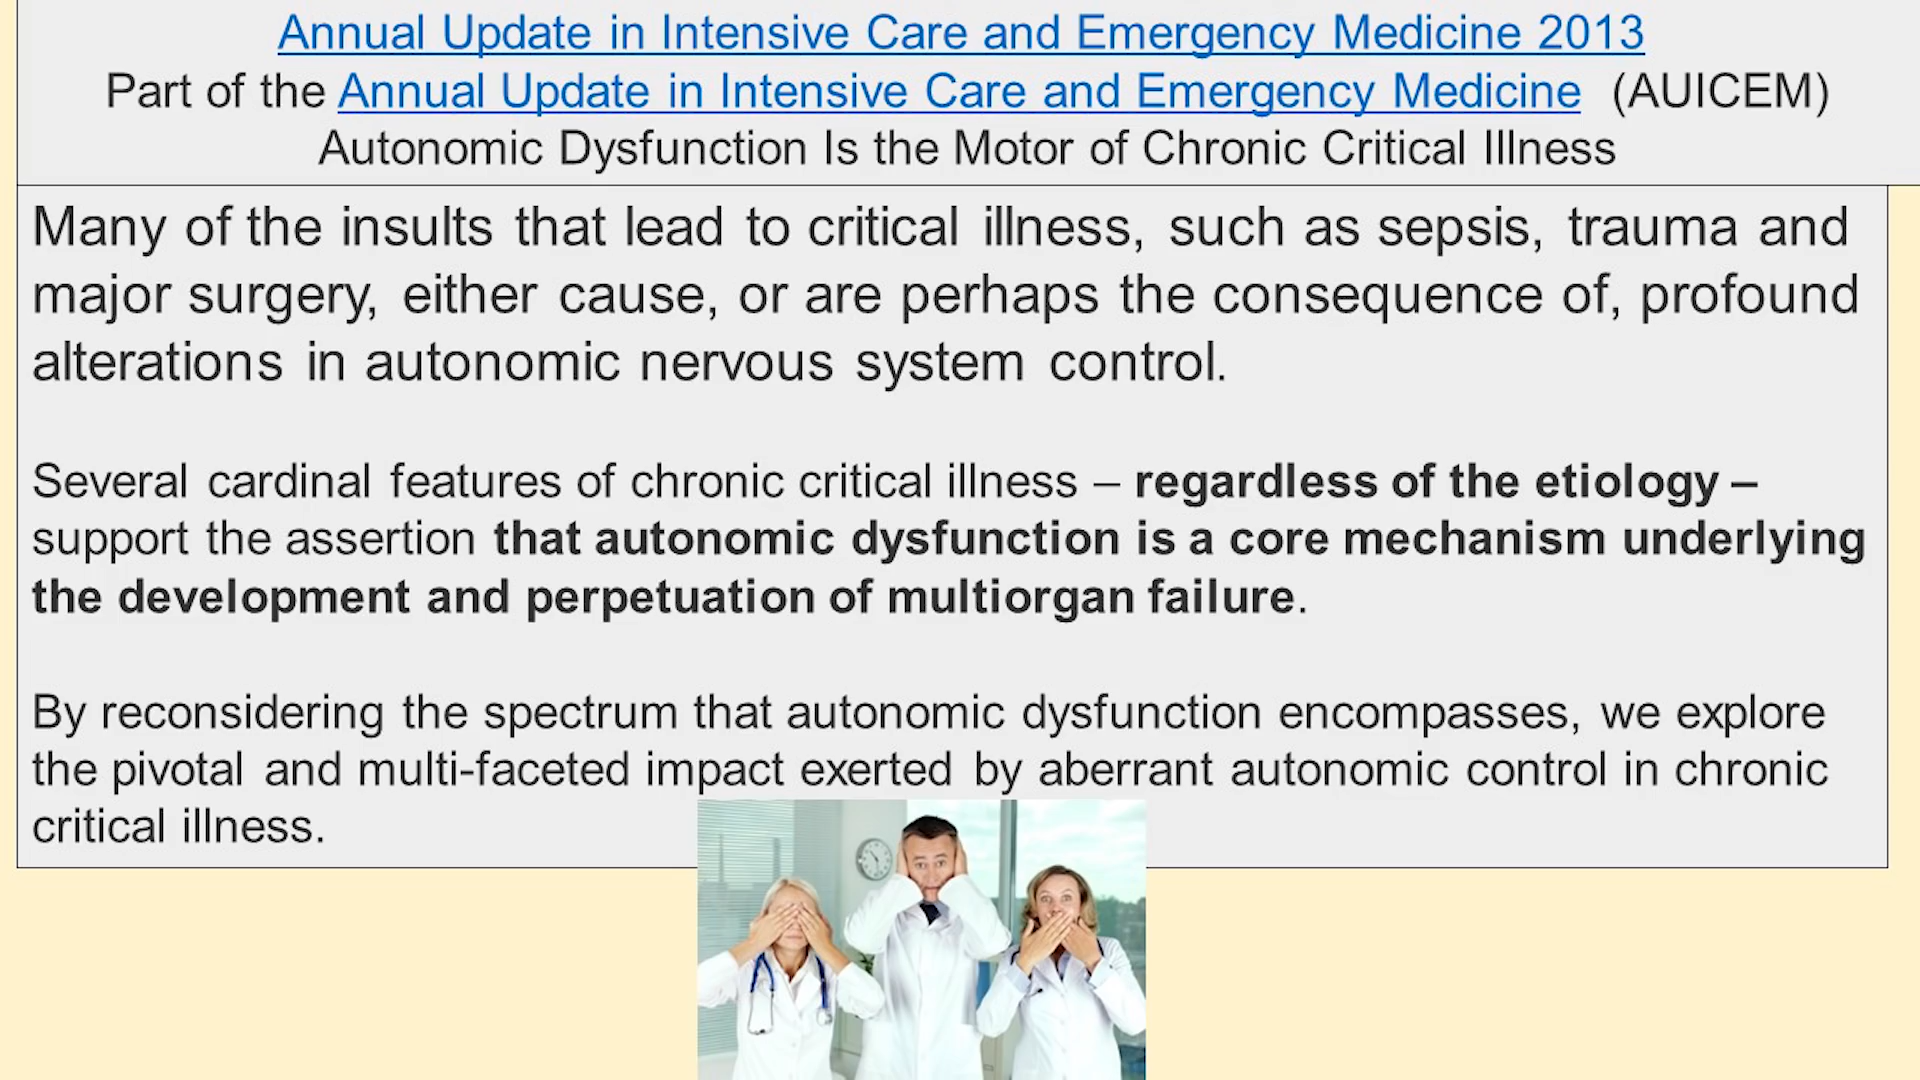 Annual Update in Intensive Care and Emergency Medicine 2013
Part of the Annual Update in Intensive Care and Emergency Medicine (AUICEM)
Autonomic Dysfunction Is the Motor of Chronic Critical Illness
Many of the insults that lead to critical illness, such as sepsis, trauma and
major surgery, either cause, or are perhaps the consequence of, profound
alterations in autonomic nervous system control.
Several cardinal features of chronic critical illness – regardless of the etiology –
support the assertion that autonomic dysfunction is a core mechanism underlying
the development and perpetuation of multiorgan failure.
By reconsidering the spectrum that autonomic dysfunction encompasses, we explore
the pivotal and multi-faceted impact exerted by aberrant autonomic control in chronic
critical illness.